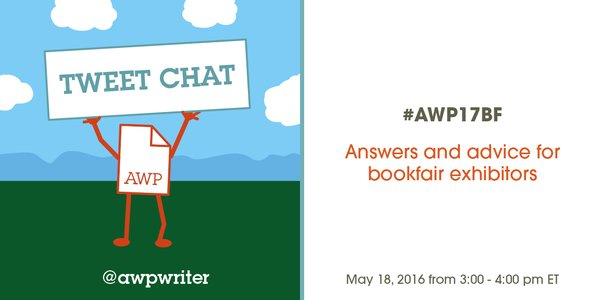 TWEET CHAT
AWP
@awpwriter
#AWP17BF
Answers and advice for
bookfair exhibitors
May 18, 2016 from 3:00 - 4:00 pm ET